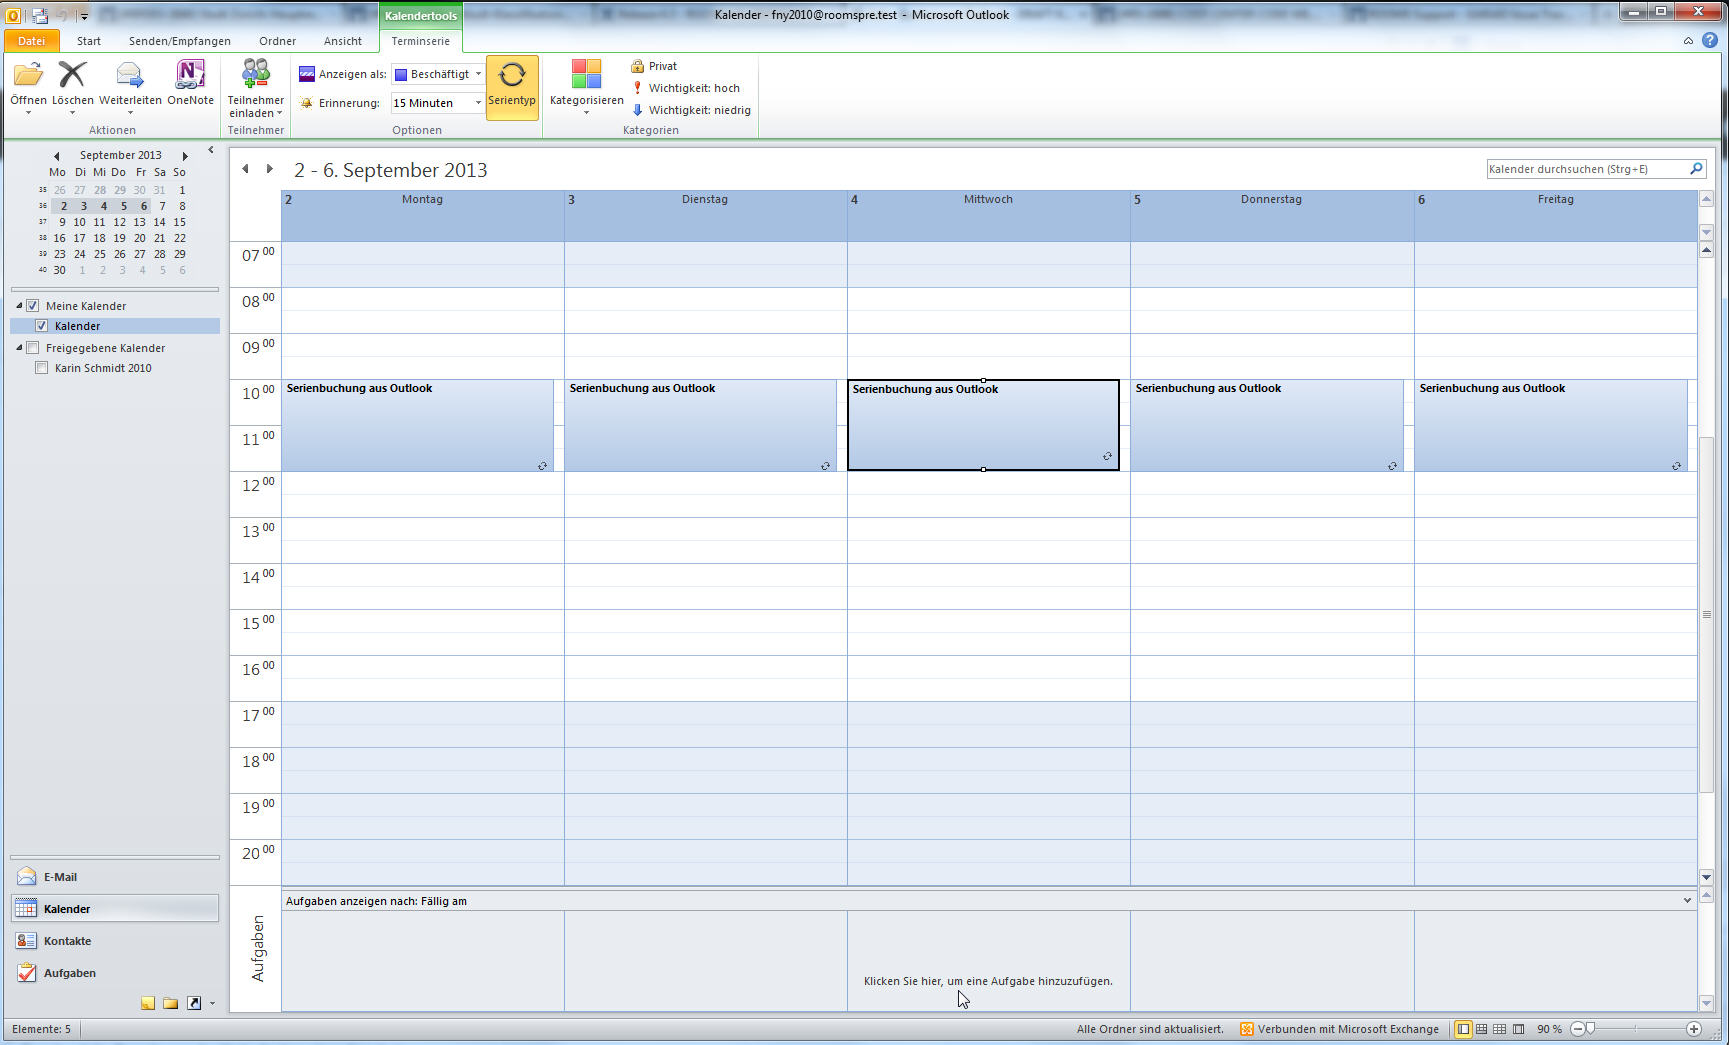 Kalendertools
Kalender - fny2010@roomspre.test - Microsoft Outlook
Datei Start Senden/Empfangen Ordner Ansicht Terminserie
Öffnen Löschen Weiterleiten OneNote
Aktionen
Teilnehmer einladen
Teilnehmer
Anzeigen als: Beschäftigt
Erinnerung: 15 Minuten
Serientyp
Optionen
Kategorisieren
Privat
Wichtigkeit: hoch
Wichtigkeit: niedrig
Kategorien
September 2013
Mo Di Mi Do Fr Sa So
35 26 27 28 29 30 31 1
36 2 3 4 5 6 7 8
37 9 10 11 12 13 14 15
38 16 17 18 19 20 21 22
39 23 24 25 26 27 28 29
40 30 1 2 3 4 5 6
Meine Kalender
Kalender
Freigegebene Kalender
Karin Schmidt 2010
E-Mail
Kalender
Kontakte
Aufgaben
2 - 6. September 2013
Kalender durchsuchen (Strg+E)
2 Montag 3 Dienstag 4 Mittwoch 5 Donnerstag 6 Freitag
07 00
08 00
09 00
10 00
Serienbuchung aus Outlook Serienbuchung aus Outlook Serienbuchung aus Outlook Serienbuchung aus Outlook Serienbuchung aus Outlook
11 00
12 00
13 00
14 00
15 00
16 00
17 00
18 00
19 00
20 00
Aufgaben
Aufgaben anzeigen nach: Fällig am
Klicken Sie hier, um eine Aufgabe hinzuzufügen.
Elemente: 5
Alle Ordner sind aktualisiert. Verbunden mit Microsoft Exchange 90 %